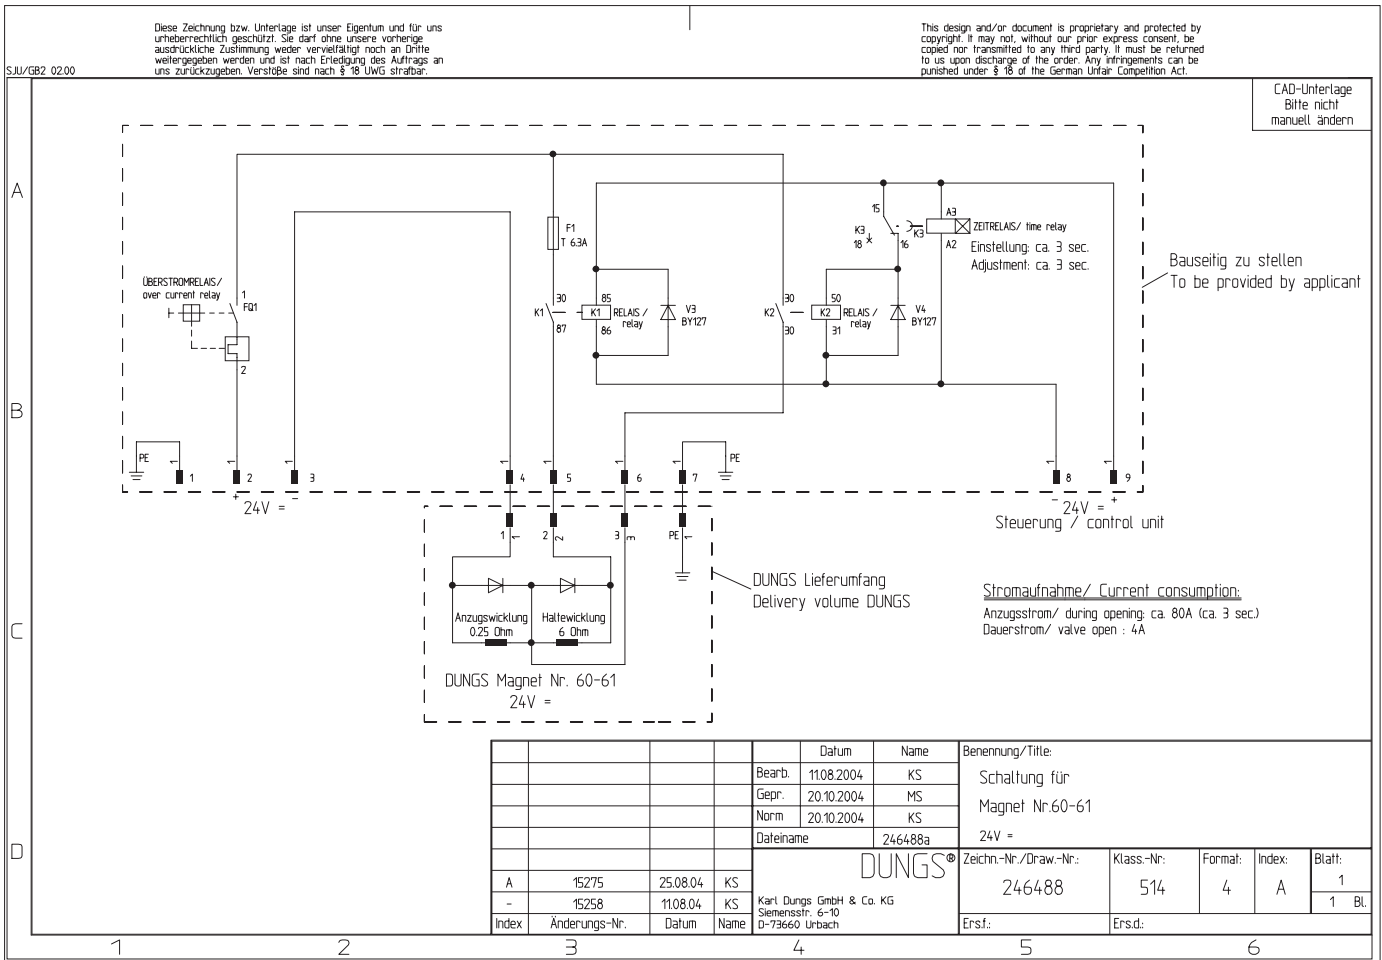 Diese Zeichnung bzw. Unterlage ist unser Eigentum und für uns
urheberrechtlich geschützt. Sie darf ohne unsere vorherige
ausdrückliche Zustimmung weder vervielfältigt noch an Dritte
weitergegeben werden und ist nach Erledigung des Auftrags an
uns zurückzugeben. Verstöße sind nach § 18 UWG strafbar.
This design and/or document is proprietary and protected by
copyright. It may not, without our prior express consent, be
copied nor transmitted to any third party. It must be returned
to us upon discharge of the order. Any infringements can be
punished under § 18 of the German Unfair Competition Act.
SJU/GB2 02.00
CAD-Unterlage
Bitte nicht
manuell ändern
A
B
C
D
ÜBERSTROMRELAIS/
over current relay
1
FQ1
2
F1
T 6.3A
30
K1
87
85
K1
86
RELAIS /
relay
V3
BY127
30
K2
30
50
K2
31
RELAIS /
relay
V4
BY127
15
K3
18
16
K3
A3
A2
ZEITRELAIS/ time relay
Einstellung: ca. 3 sec.
Adjustment: ca. 3 sec.
Bauseitig zu stellen
To be provided by applicant
PE
1
1
1
2
1
3
1
4
1
5
1
6
1
7
PE
1
8
1
9
+
-
24V =
-
+
24V =
Steuerung / control unit
1
1
2
2
3
3
PE
1
Anzugswicklung
0.25 Ohm
Haltewicklung
6 Ohm
DUNGS Magnet Nr. 60-61
24V =
DUNGS Lieferumfang
Delivery volume DUNGS
Stromaufnahme/ Current consumption:
Anzugsstrom/ during opening: ca. 80A (ca. 3 sec.)
Dauerstrom/ valve open : 4A
Datum Name
Bearb. 11.08.2004 KS
Gepr. 20.10.2004 MS
Norm 20.10.2004 KS
Dateiname 246488a
Benennung/Title:
Schaltung für
Magnet Nr.60-61
24V =
A 15275 25.08.04 KS
- 15258 11.08.04 KS
Index Änderungs-Nr. Datum Name
DUNGS®
Karl Dungs GmbH & Co. KG
Siemensstr. 6-10
D-73660 Urbach
Zeichn.-Nr./Draw.-Nr.:
246488
Klass.-Nr:
514
Format:
4
Index:
A
Blatt:
1
1 Bl.
Ers.f.:
Ers.d.:
1 2 3 4 5 6